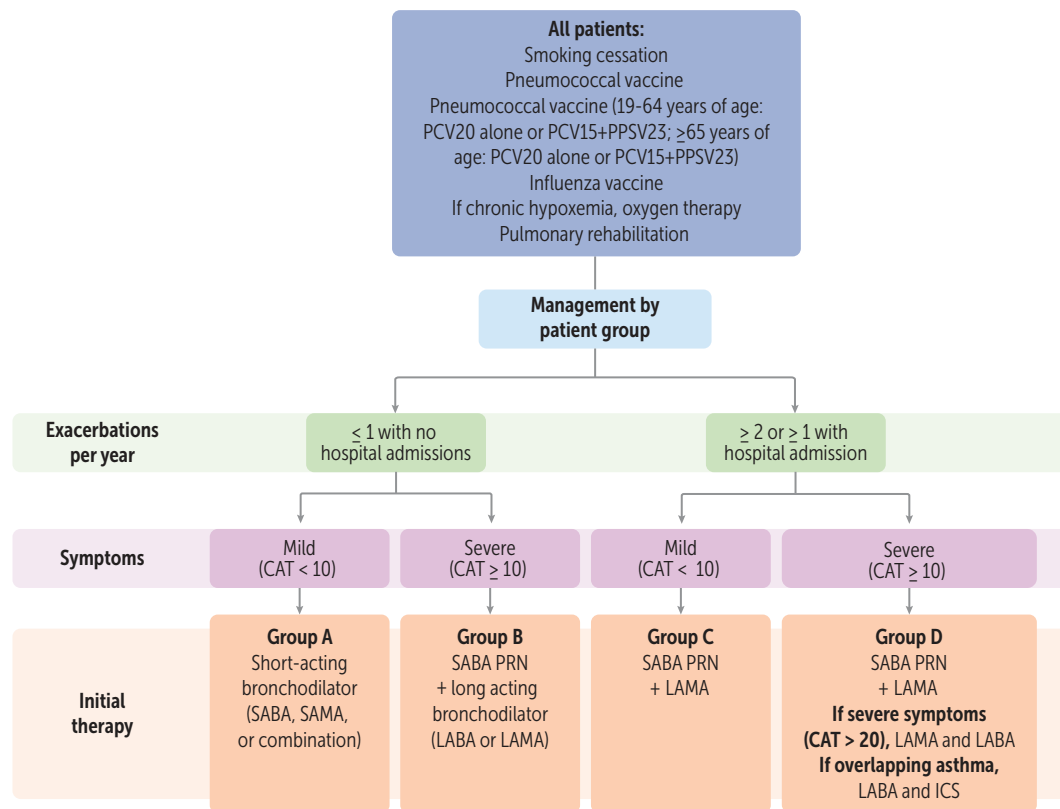 All patients:
Smoking cessation
Pneumococcal vaccine
Pneumococcal vaccine (19-64 years of age:
PCV20 alone or PCV15+PPSV23; ≥65 years of
age: PCV20 alone or PCV15+PPSV23)
Influenza vaccine
If chronic hypoxemia, oxygen therapy
Pulmonary rehabilitation
Management by
patient group
Exacerbations
per year
≤ 1 with no
hospital admissions
≥ 2 or ≥ 1 with
hospital admission
Symptoms
Mild
(CAT < 10)
Severe
(CAT ≥ 10)
Mild
(CAT < 10)
Severe
(CAT ≥ 10)
Initial
therapy
Group A
Short-acting
bronchodilator
(SABA, SAMA,
or combination)
Group B
SABA PRN
+ long acting
bronchodilator
(LABA or LAMA)
Group C
SABA PRN
+ LAMA
Group D
SABA PRN
+ LAMA
If severe symptoms
(CAT > 20), LAMA and LABA
If overlapping asthma,
LABA and ICS